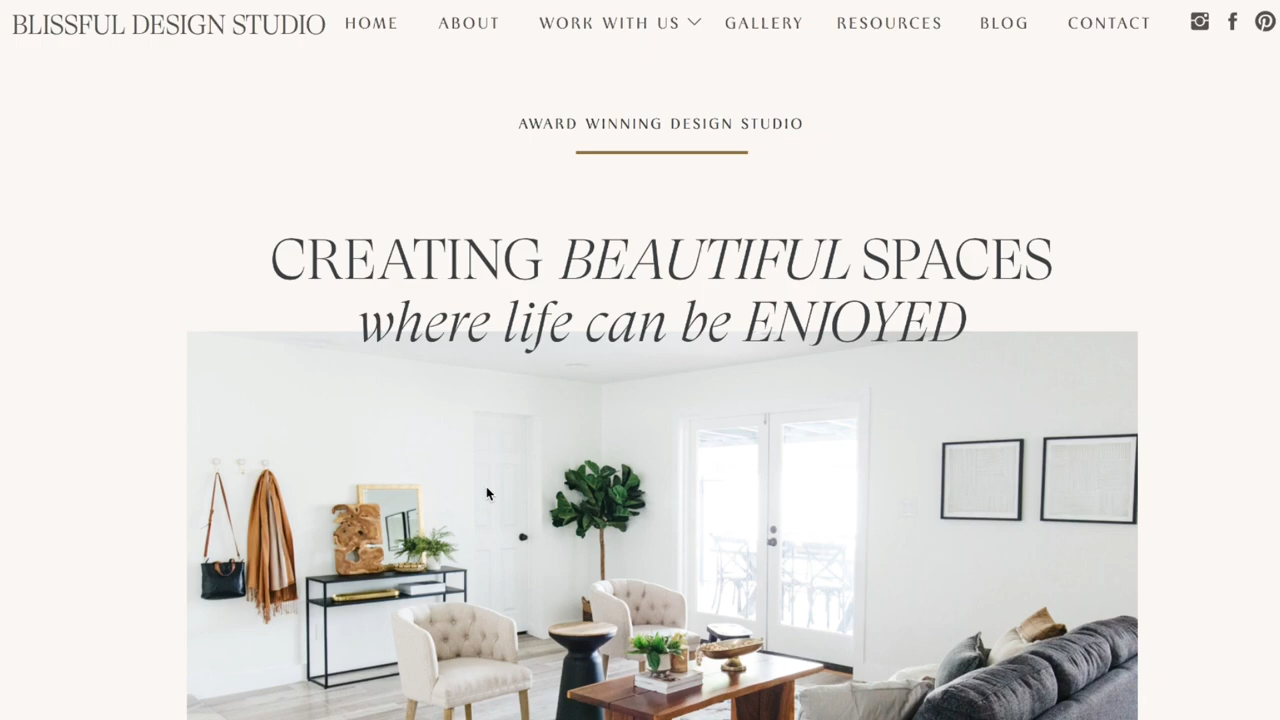 BLISSFUL DESIGN STUDIO HOME ABOUT WORK WITH US GALLERY RESOURCES BLOG CONTACT
AWARD WINNING DESIGN STUDIO
CREATING BEAUTIFUL SPACES
where life can be ENJOYED